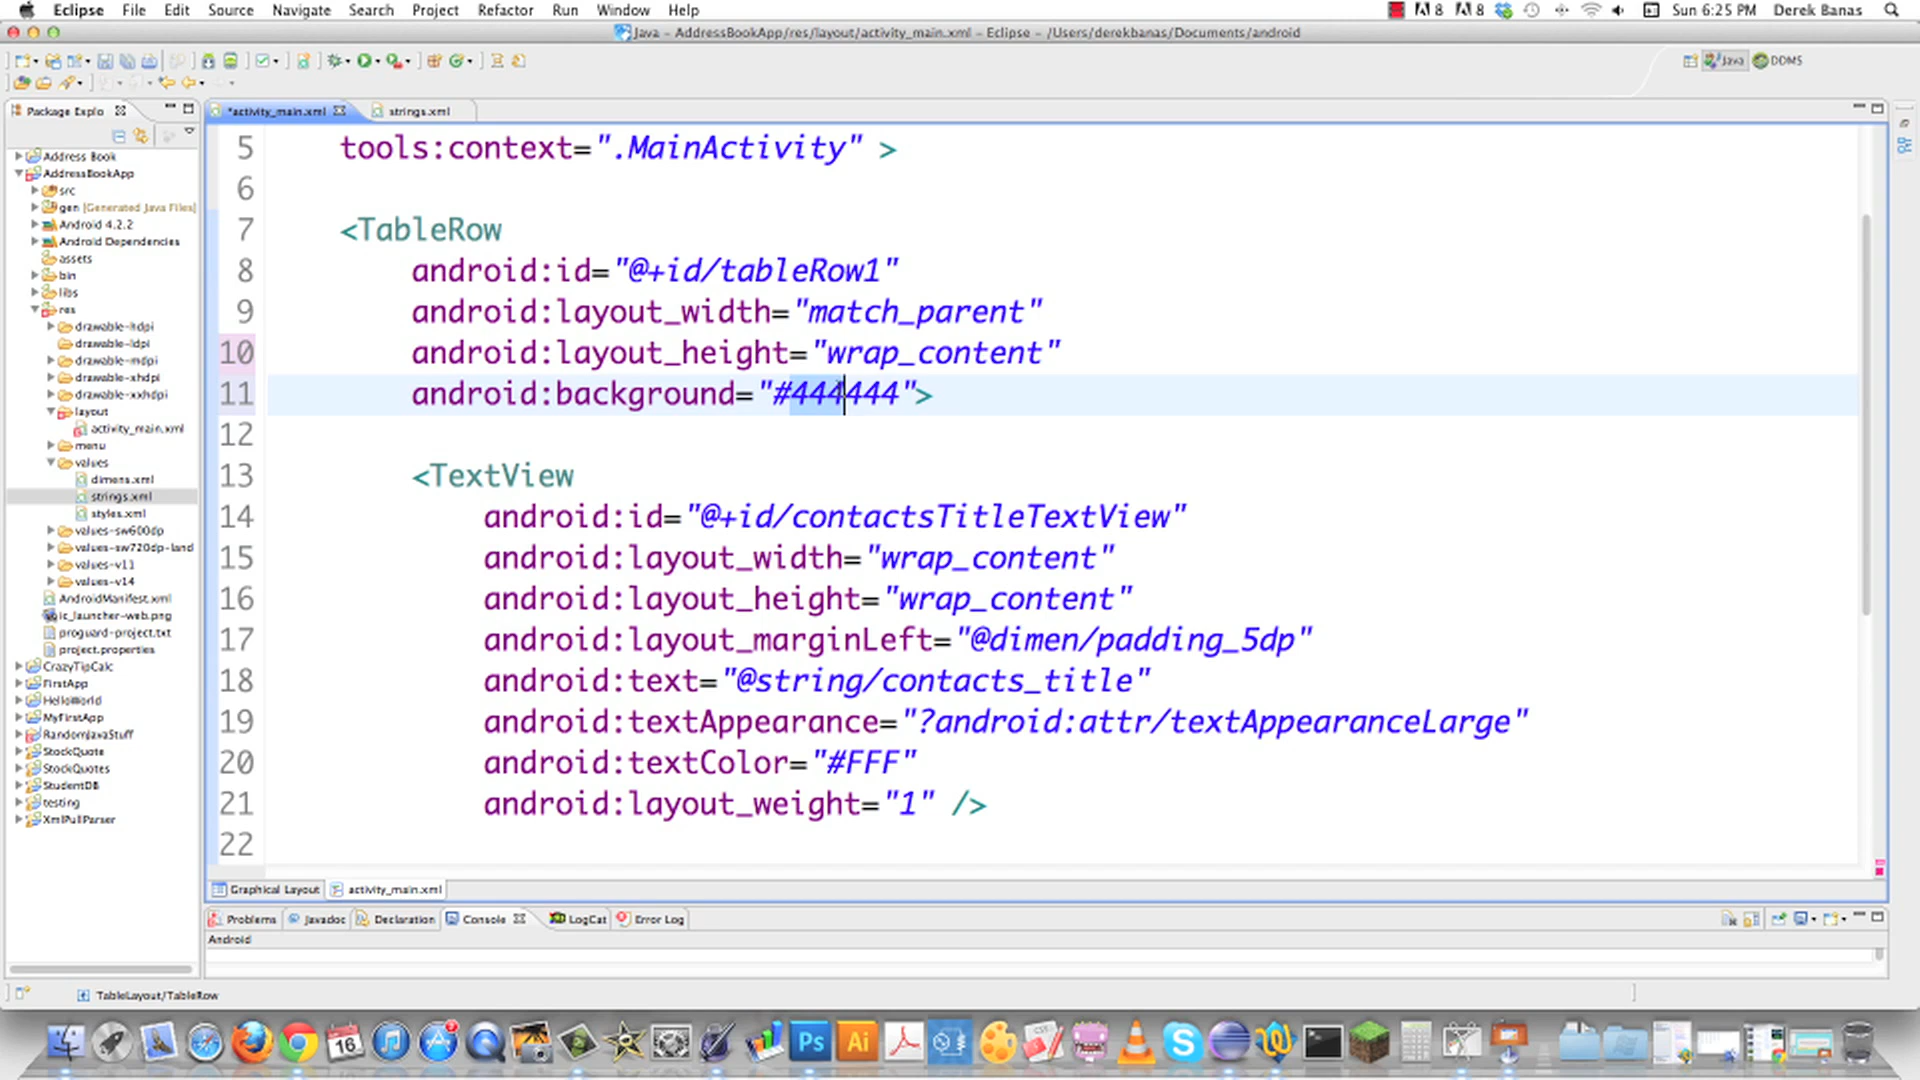 Eclipse File Edit Source Navigate Search Project Refactor Run Window Help 8 8 Sun 6:25 PM Derek Banas
Java – AddressBookApp/res/layout/activity_main.xml – Eclipse – /Users/derekbanas/Documents/android
Java DDMS
Package Explo
*activity_main.xml strings.xml
Address Book
AddressBookApp
src
gen [Generated Java Files]
Android 4.2.2
Android Dependencies
assets
bin
libs
res
drawable-hdpi
drawable-ldpi
drawable-mdpi
drawable-xhdpi
drawable-xxhdpi
layout
activity_main.xml
menu
values
dimens.xml
strings.xml
styles.xml
values-sw600dp
values-sw720dp-land
values-v11
values-v14
AndroidManifest.xml
ic_launcher-web.png
proguard-project.txt
project.properties
CrazyTipCalc
FirstApp
HelloWorld
MyFirstApp
RandomJavaStuff
StockQuote
StockQuotes
StudentDB
testing
XmlPullParser
5 tools:context=".MainActivity" >
6
7 <TableRow
8 android:id="@+id/tableRow1"
9 android:layout_width="match_parent"
10 android:layout_height="wrap_content"
11 android:background="#444444">
12
13 <TextView
14 android:id="@+id/contactsTitleTextView"
15 android:layout_width="wrap_content"
16 android:layout_height="wrap_content"
17 android:layout_marginLeft="@dimen/padding_5dp"
18 android:text="@string/contacts_title"
19 android:textAppearance="?android:attr/textAppearanceLarge"
20 android:textColor="#FFF"
21 android:layout_weight="1" />
22
Graphical Layout activity_main.xml
Problems Javadoc Declaration Console LogCat Error Log
Android
TableLayout/TableRow
16 Ps Ai